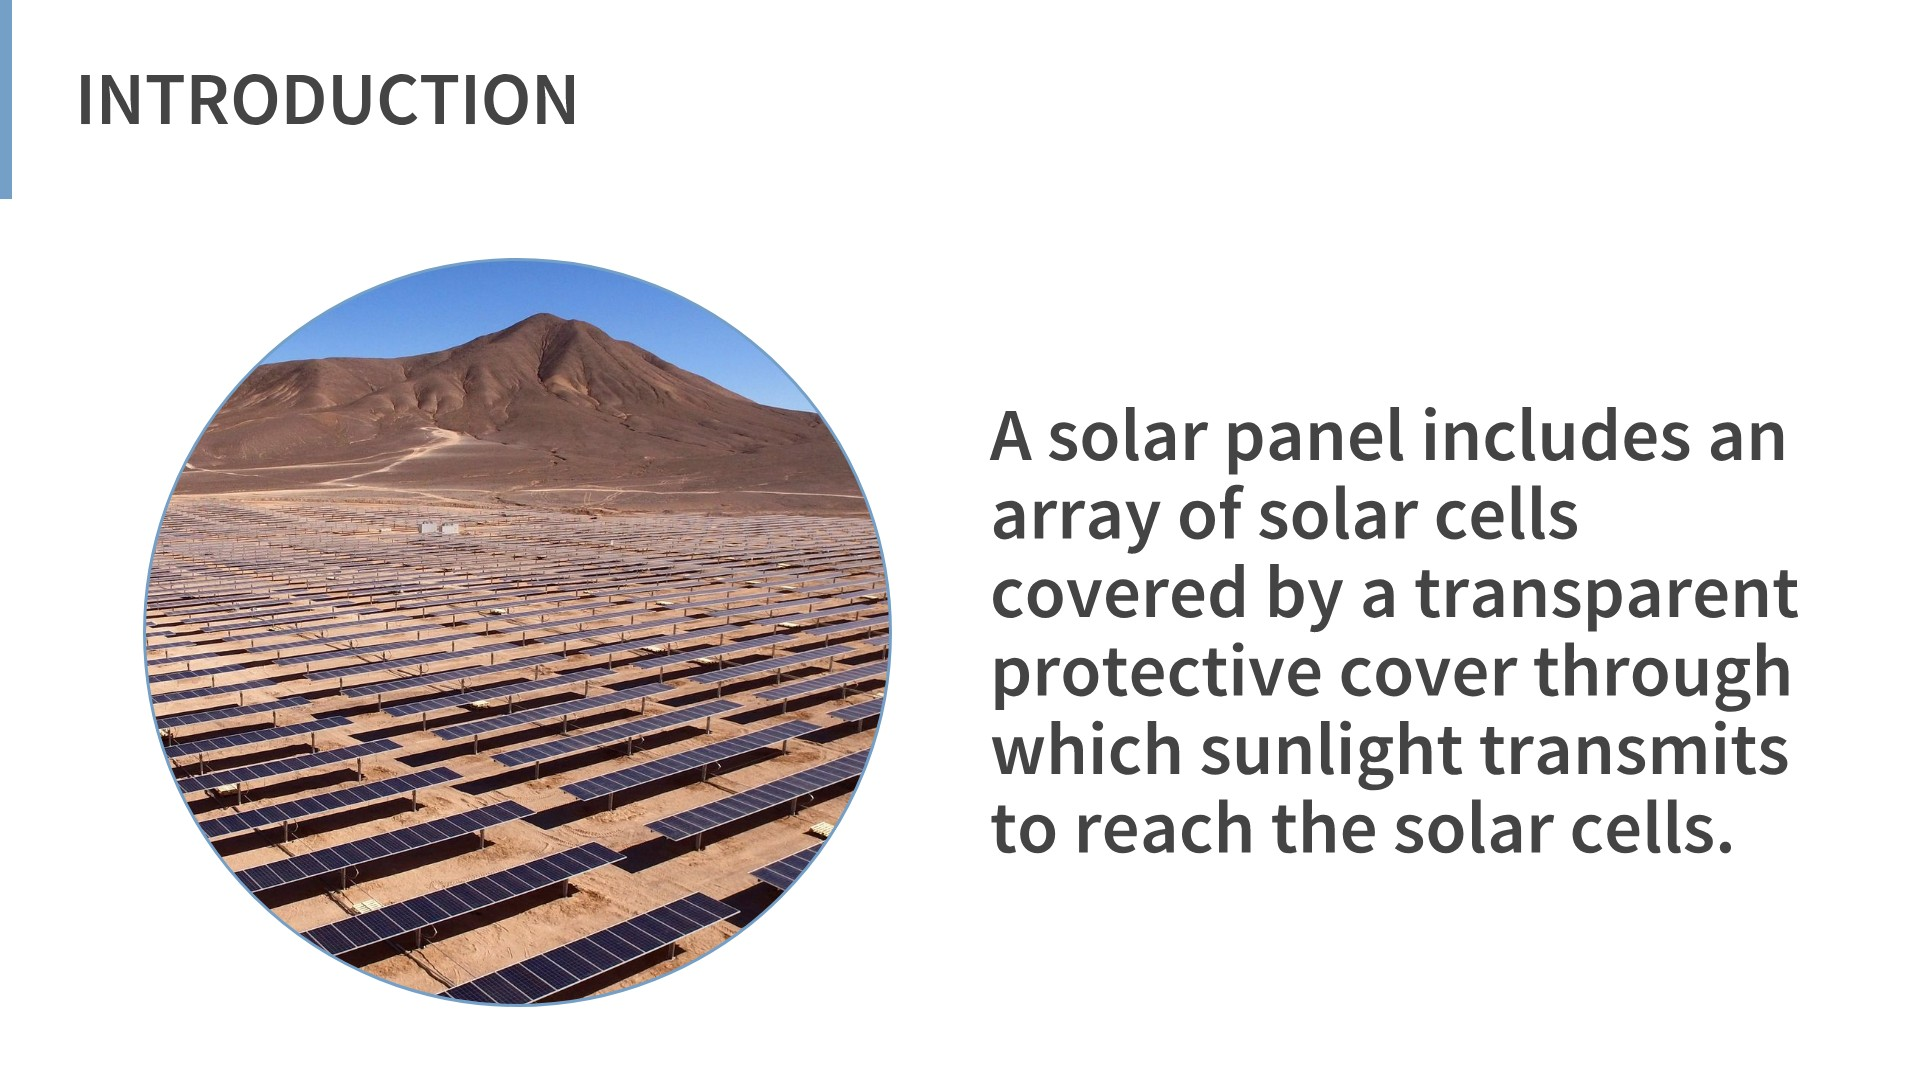 INTRODUCTION
A solar panel includes an
array of solar cells
covered by a transparent
protective cover through
which sunlight transmits
to reach the solar cells.